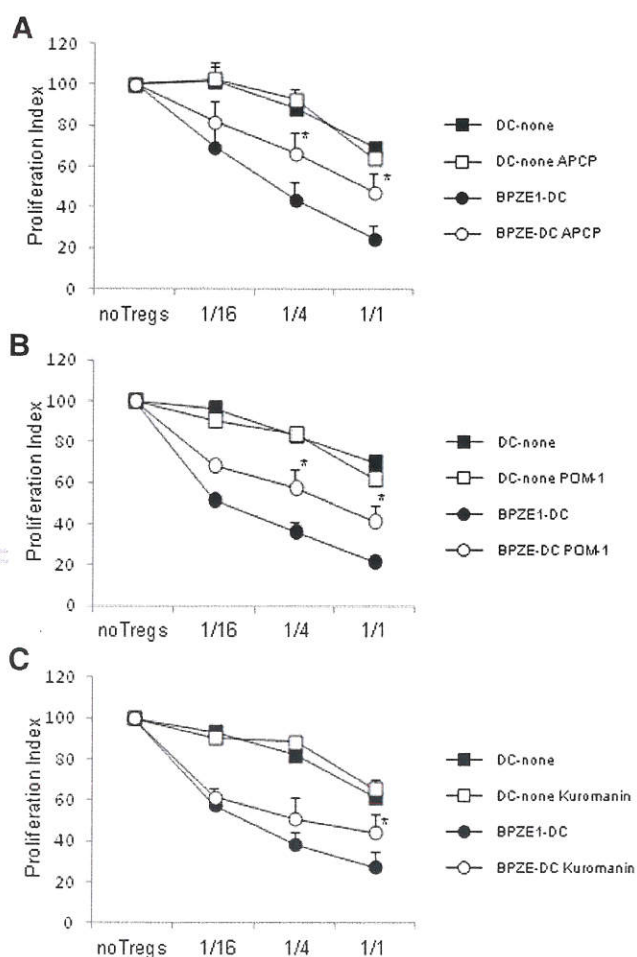 A
120
100
80
60
40
20
0
Proliferation Index
noTregs 1/16 1/4 1/1
*
*
DC-none
DC-none APCP
BPZE1-DC
BPZE-DC APCP
B
120
100
80
60
40
20
0
Proliferation Index
noTregs 1/16 1/4 1/1
*
*
DC-none
DC-none POM-1
BPZE1-DC
BPZE-DC POM-1
C
120
100
80
60
40
20
0
Proliferation Index
noTregs 1/16 1/4 1/1
*
DC-none
DC-none Kuromanin
BPZE1-DC
BPZE-DC Kuromanin